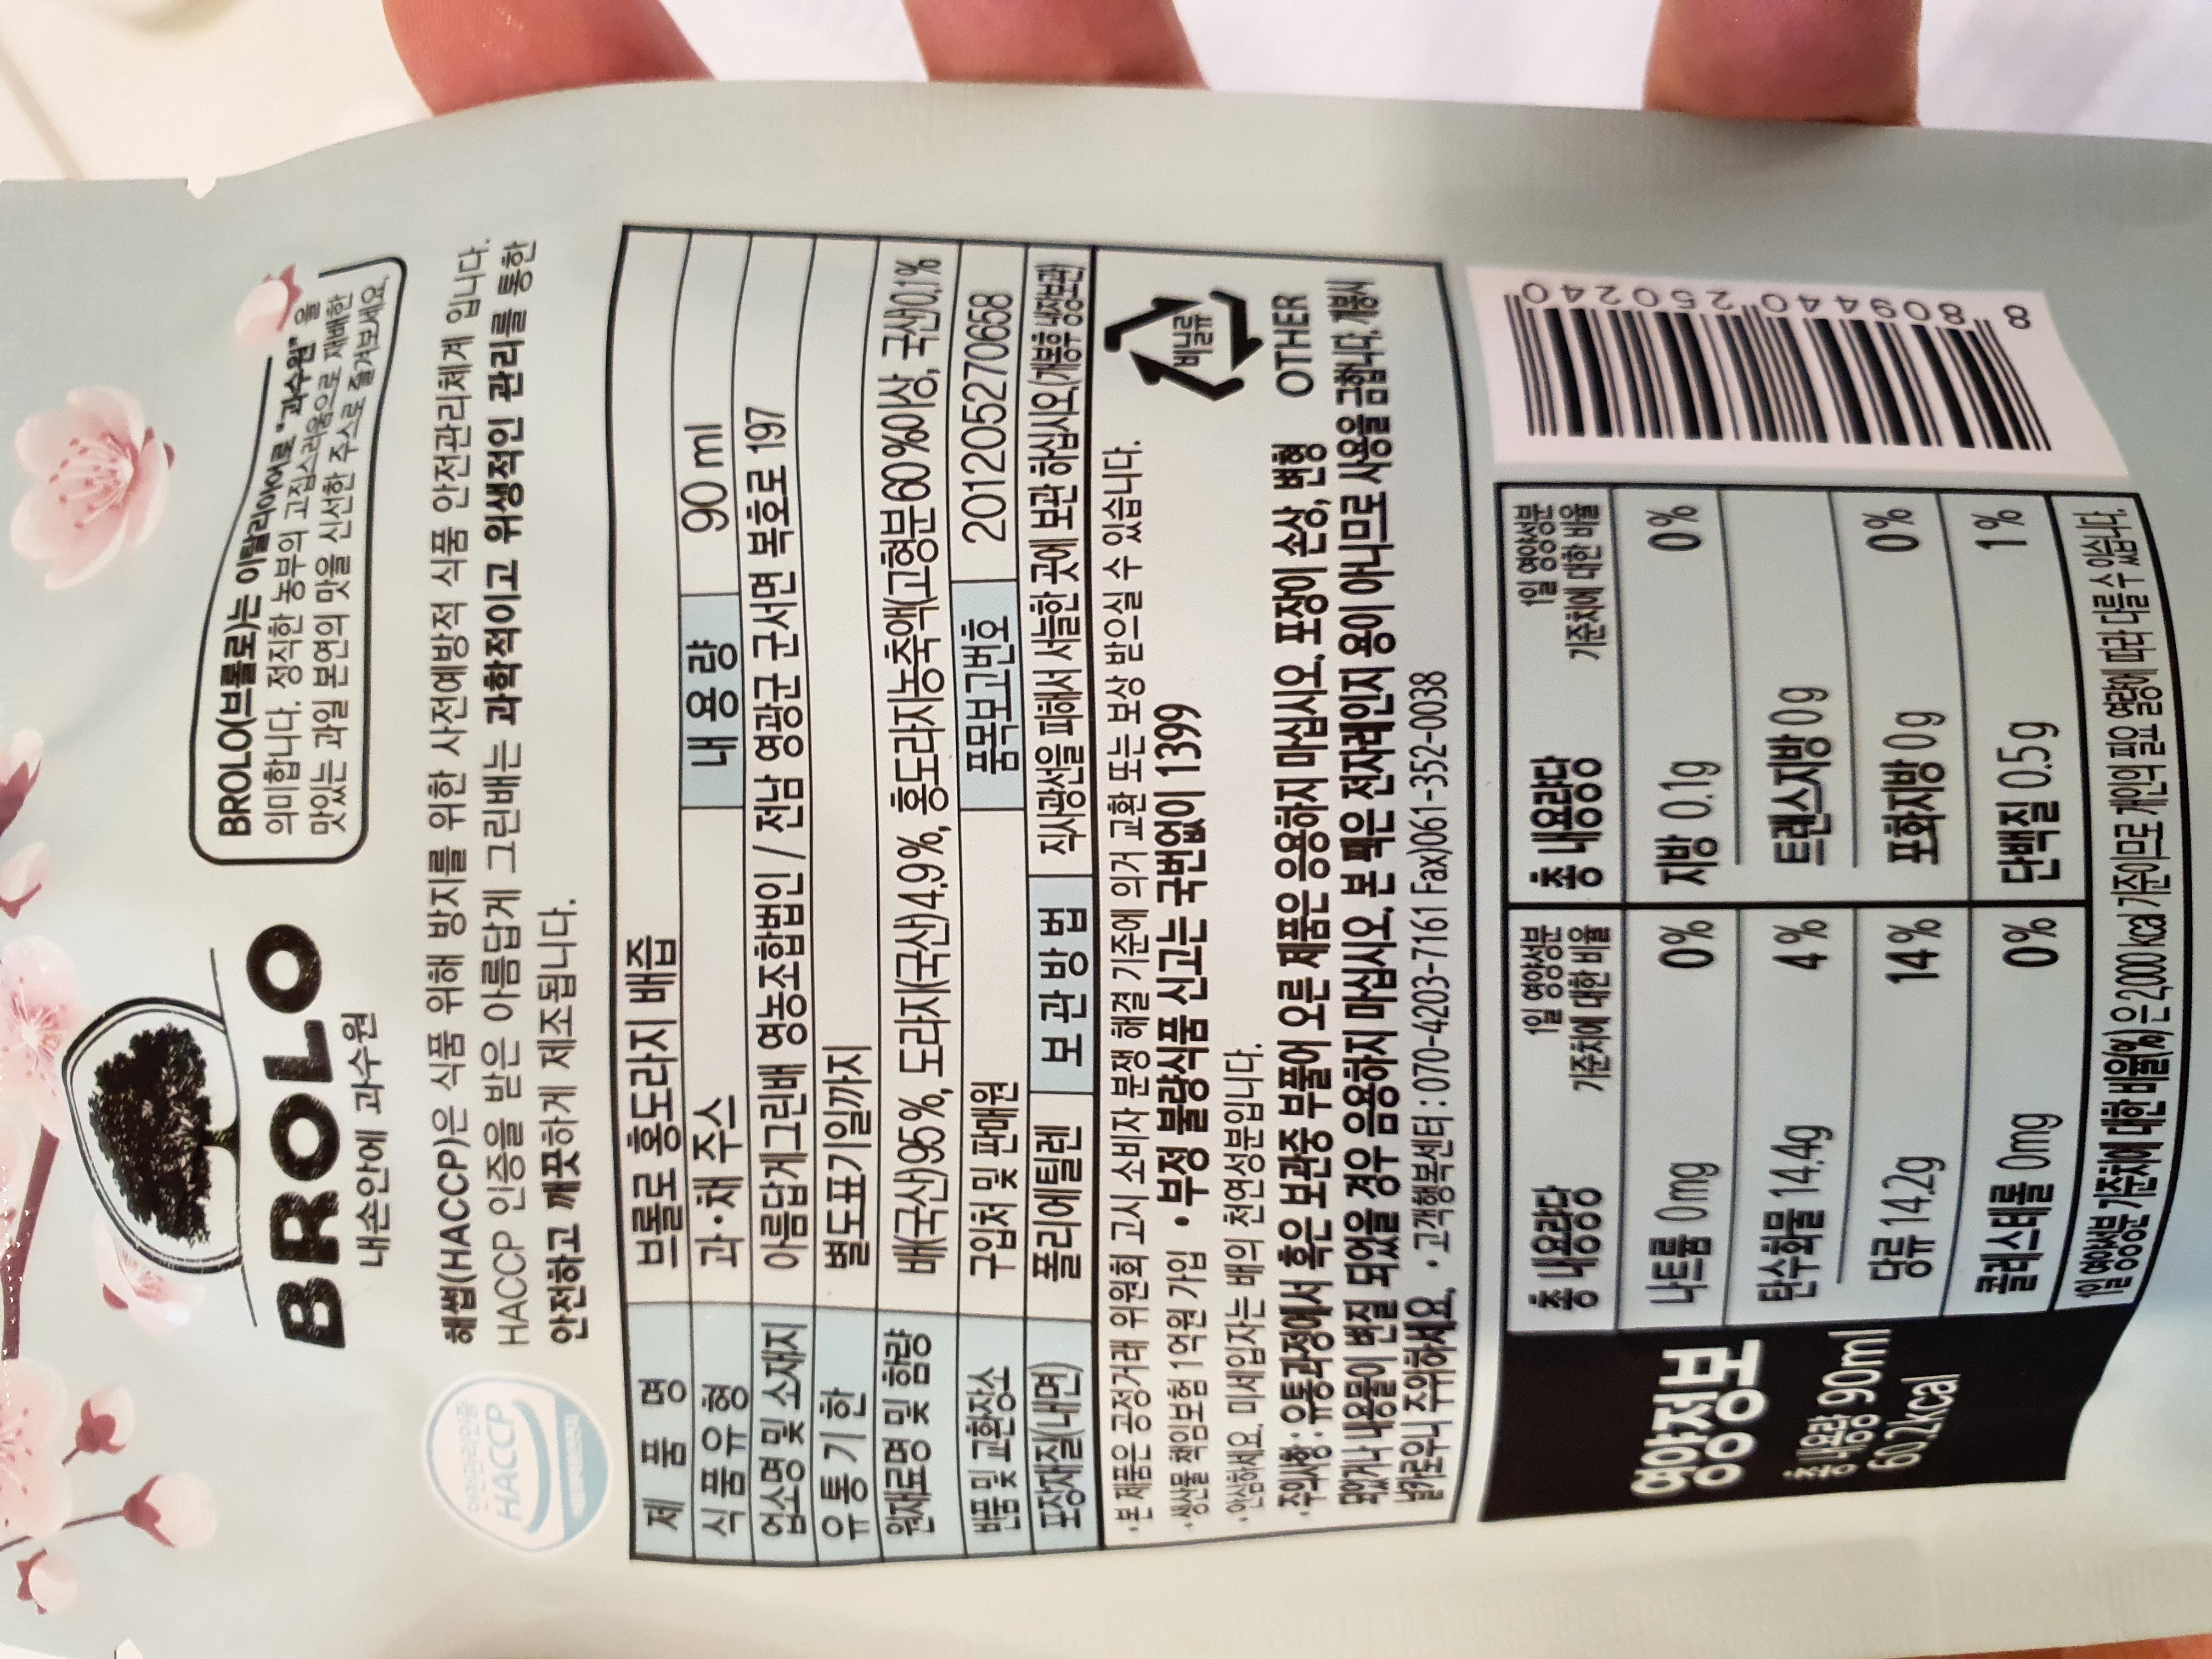 BROLO
내손안에 과수원
BROLO(브롤로)는 이탈리아어로 "과수원" 을
의미합니다. 정직한 농부의 고집스러움으로 재배한
맛있는 과일 본연의 맛을 신선한 주스로 즐겨보세요.
HACCP
해썹(HACCP)은 식품 위해 방지를 위한 사전예방적 식품 안전관리체계 입니다.
HACCP 인증을 받은 아름답게 그린배는 과학적이고 위생적인 관리를 통한
안전하고 깨끗하게 제조됩니다.
제 품 명 브롤로 홍도라지 배즙
식품유형 과·채 주스 내용량 90 ml
업소명 및 소재지 아름답게그린배 영농조합법인 / 전남 영광군 군서면 복호로 197
유통기한 별도표기일까지
원재료명 및 함량 배(국산)95%, 도라지(국산)4.9%, 홍도라지농축액(고형분60%이상, 국산)0.1%
반품 및 교환장소 구입처 및 판매원 품목보고번호 20120527070658
포장재질(내면) 폴리에틸렌 보관방법 직사광선을 피해서 서늘한 곳에 보관 하십시오.(개봉후 냉장보관)
·본 제품은 공정거래 위원회 고시 소비자 분쟁 해결 기준에 의거 교환 또는 보상 받으실 수 있습니다.
·생산물 책임보험 1억원 가입 ·부정 불량식품 신고는 국번없이 1399
·안심하세요. 미세입자는 배의 천연성분입니다.
·주의사항 : 유통과정에서 혹은 보관중 부풀어 오른 제품은 음용하지 마십시오. 포장이 손상, 변형
되었거나 내용물이 변질 되었을 경우 음용하지 마십시오. 본 팩은 전자레인지 용이 아니므로 사용을 금합니다. 개봉시
날카로우니 주위하세요. ·고객행복센터 : 070-4203-7161 Fax)061-352-0038
비닐류
OTHER
영양정보
총 내용량 90ml
60.2kcal
총 내용량당 1일 영양성분 기준치에 대한 비율 총 내용량당 1일 영양성분 기준치에 대한 비율
나트륨 0mg 0% 지방 0.1g 0%
탄수화물 14.4g 4% 트랜스지방 0g
당류 14.2g 14% 포화지방 0g 0%
콜레스테롤 0mg 0% 단백질 0.5g 1%
1일 영양성분 기준치에 대한 비율(%)은 2,000 kcal 기준이므로 개인의 필요 열량에 따라 다를 수 있습니다.
8 809440 250240